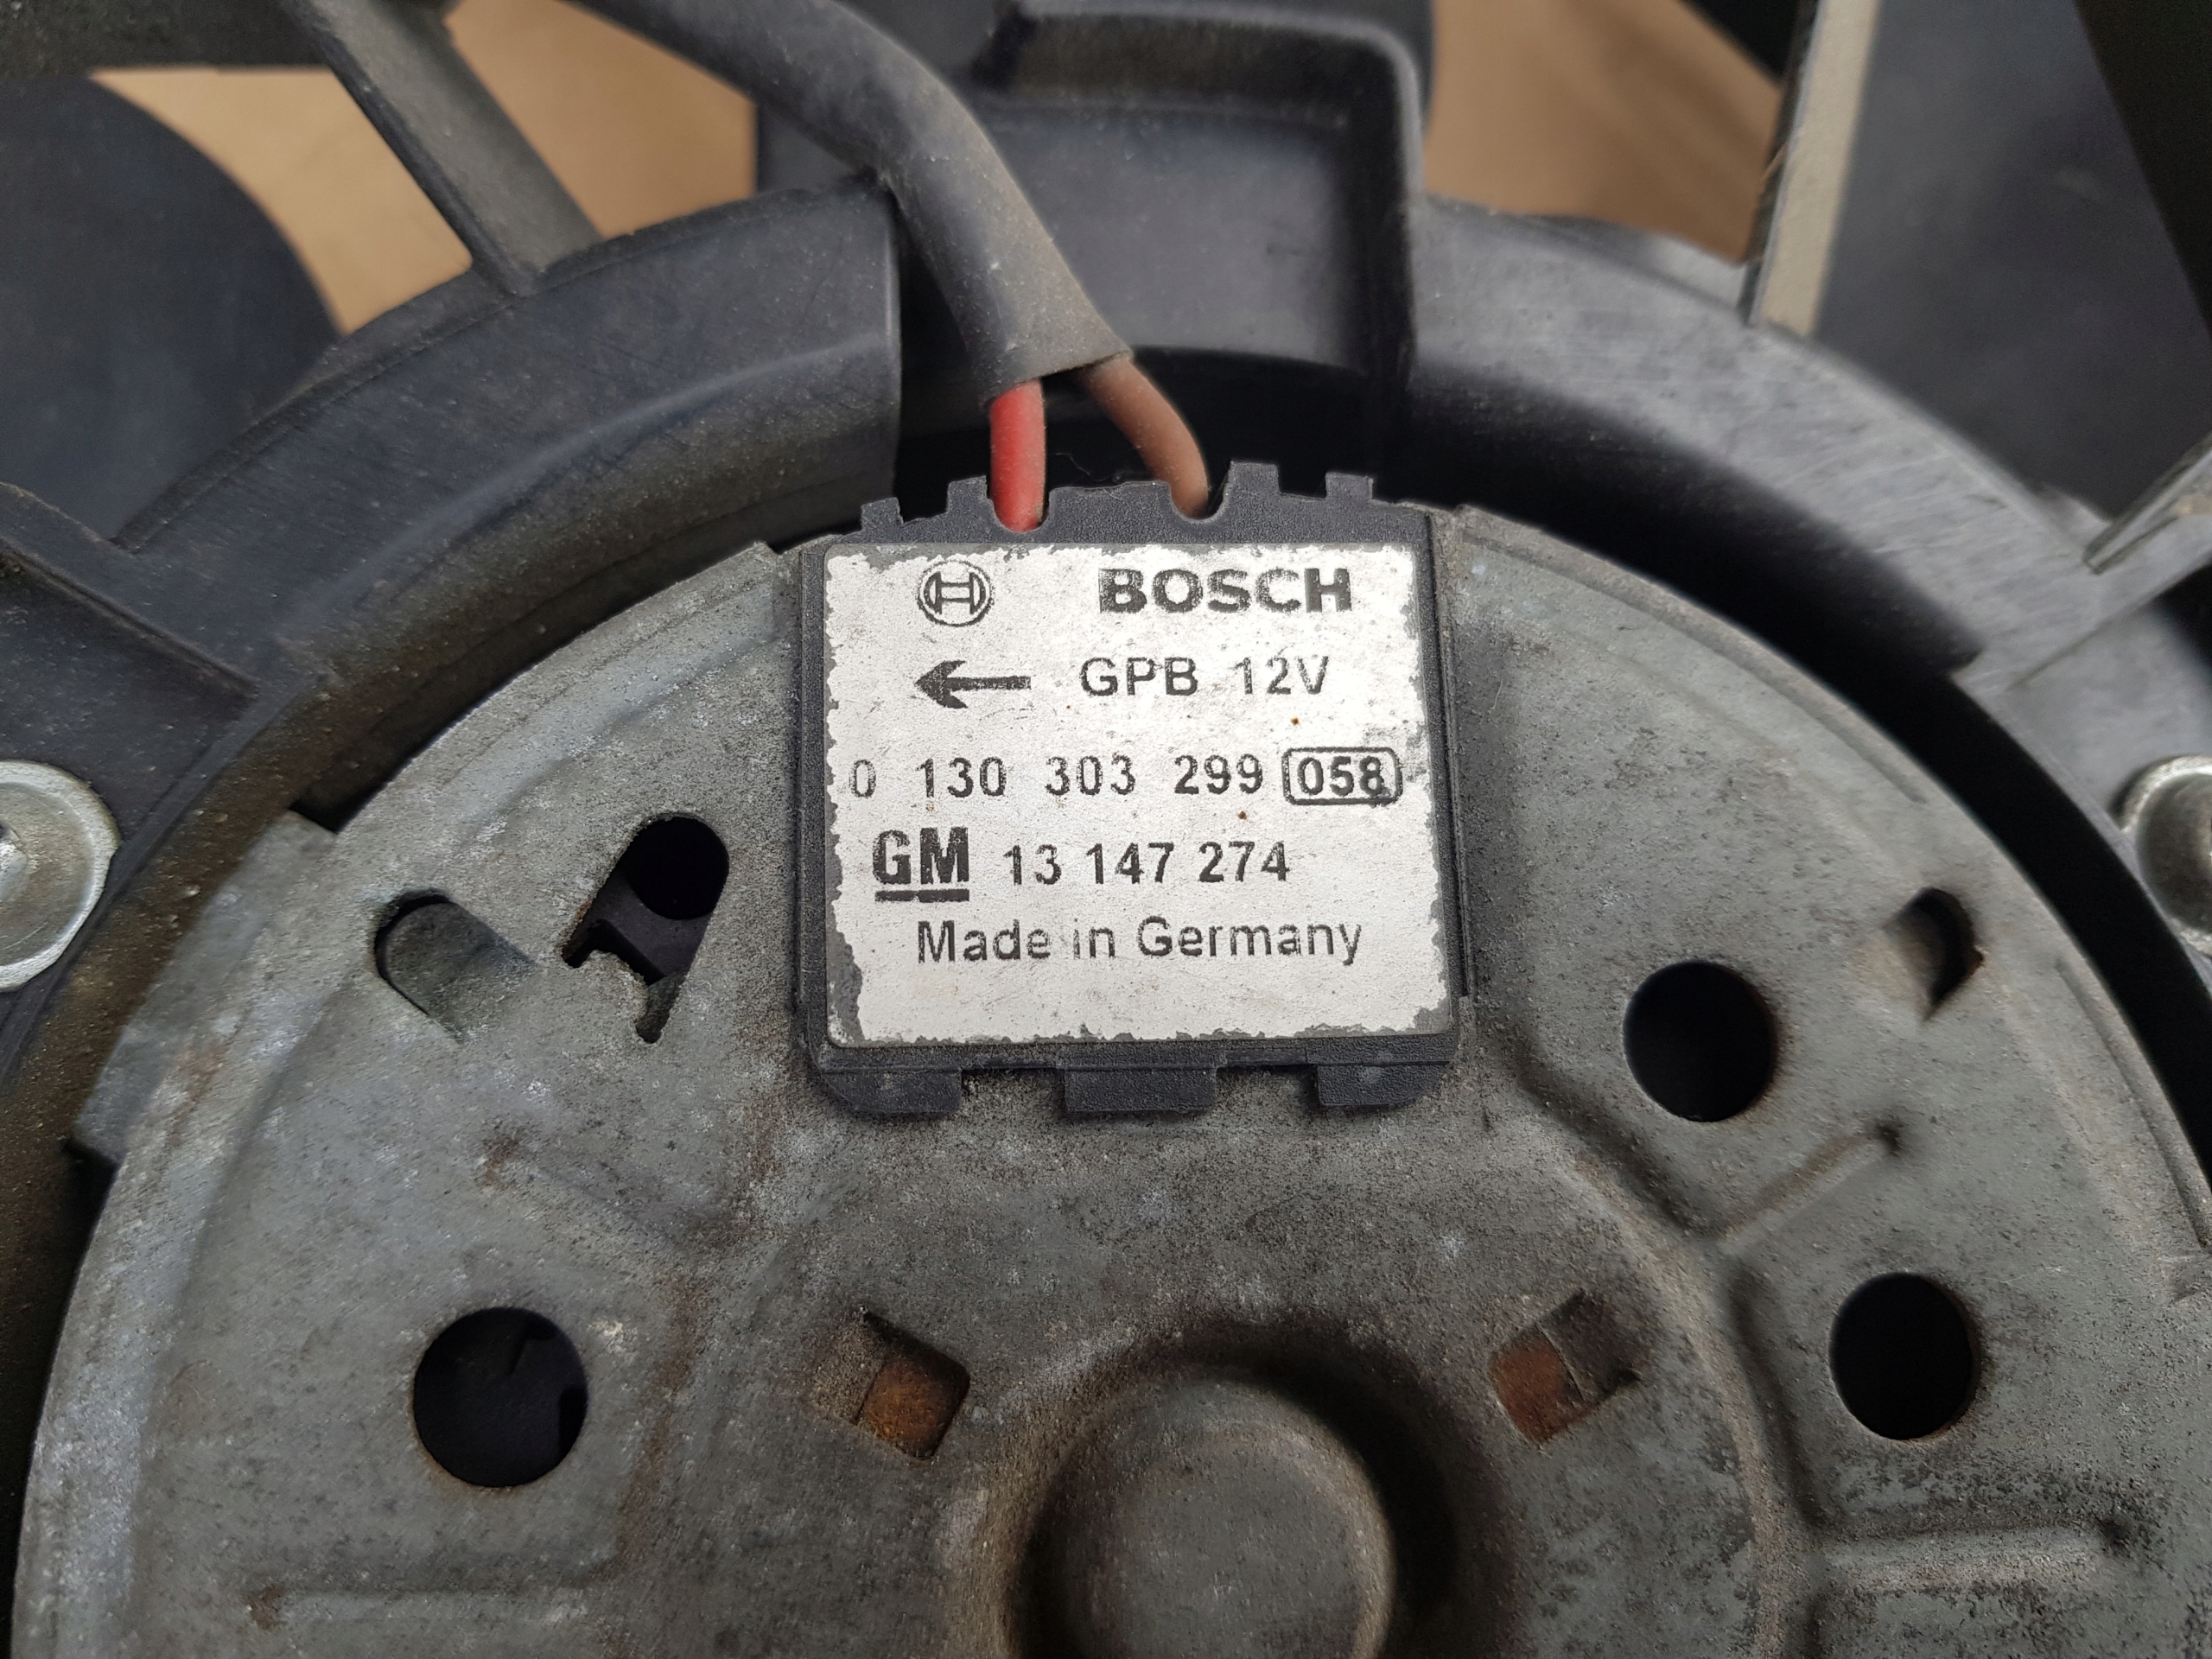 BOSCH
GPB 12V
0 130 303 299 058
GM 13 147 274
Made in Germany